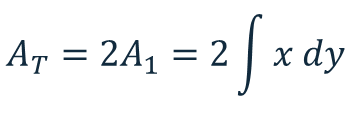 A_T = 2A_1 = 2 ∫ x dy